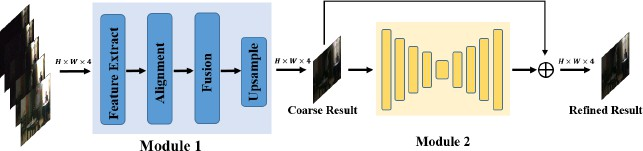 H × W × 4
Feature Extract
Alignment
Fusion
Upsample
Module 1
H × W × 4
Coarse Result
Module 2
H × W × 4
Refined Result